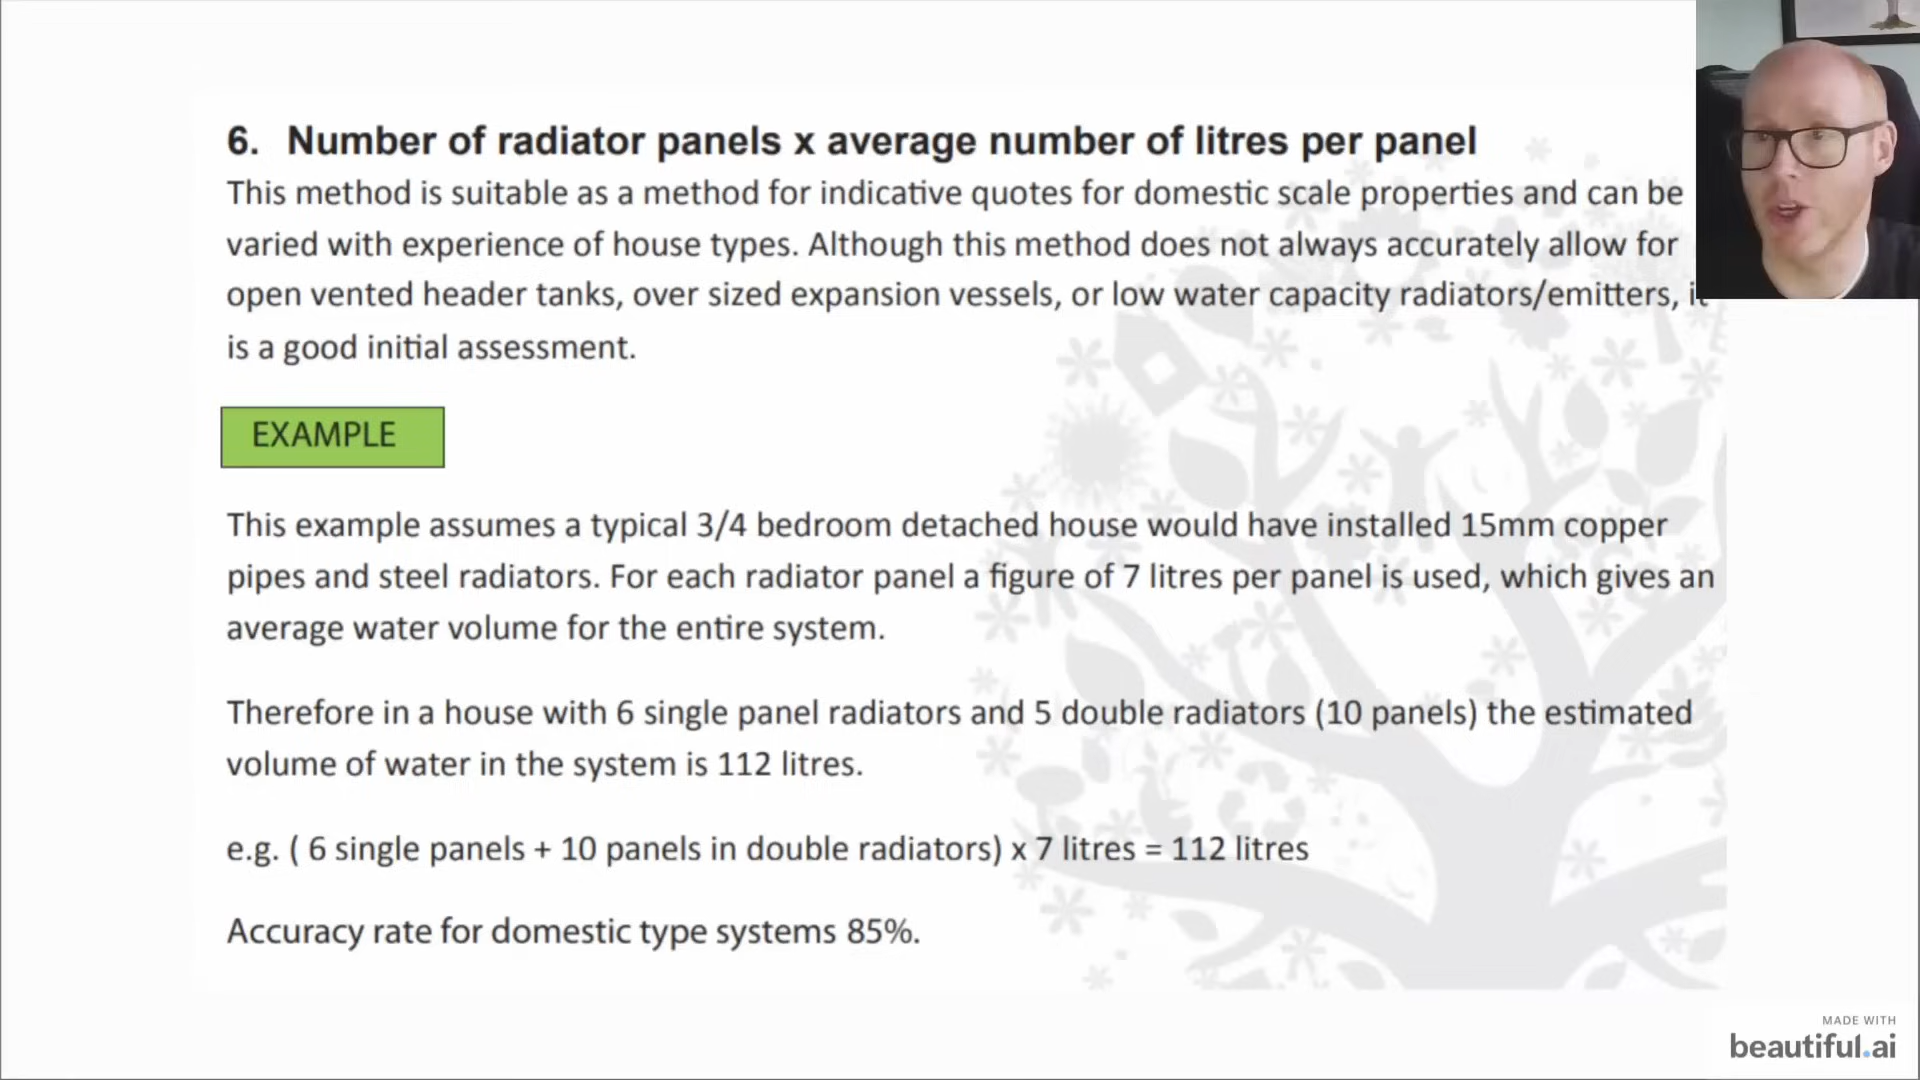 6. Number of radiator panels x average number of litres per panel
This method is suitable as a method for indicative quotes for domestic scale properties and can be
varied with experience of house types. Although this method does not always accurately allow for
open vented header tanks, over sized expansion vessels, or low water capacity radiators/emitters, it
is a good initial assessment.
EXAMPLE
This example assumes a typical 3/4 bedroom detached house would have installed 15mm copper
pipes and steel radiators. For each radiator panel a figure of 7 litres per panel is used, which gives an
average water volume for the entire system.
Therefore in a house with 6 single panel radiators and 5 double radiators (10 panels) the estimated
volume of water in the system is 112 litres.
e.g. ( 6 single panels + 10 panels in double radiators) x 7 litres = 112 litres
Accuracy rate for domestic type systems 85%.
MADE WITH
beautiful.ai